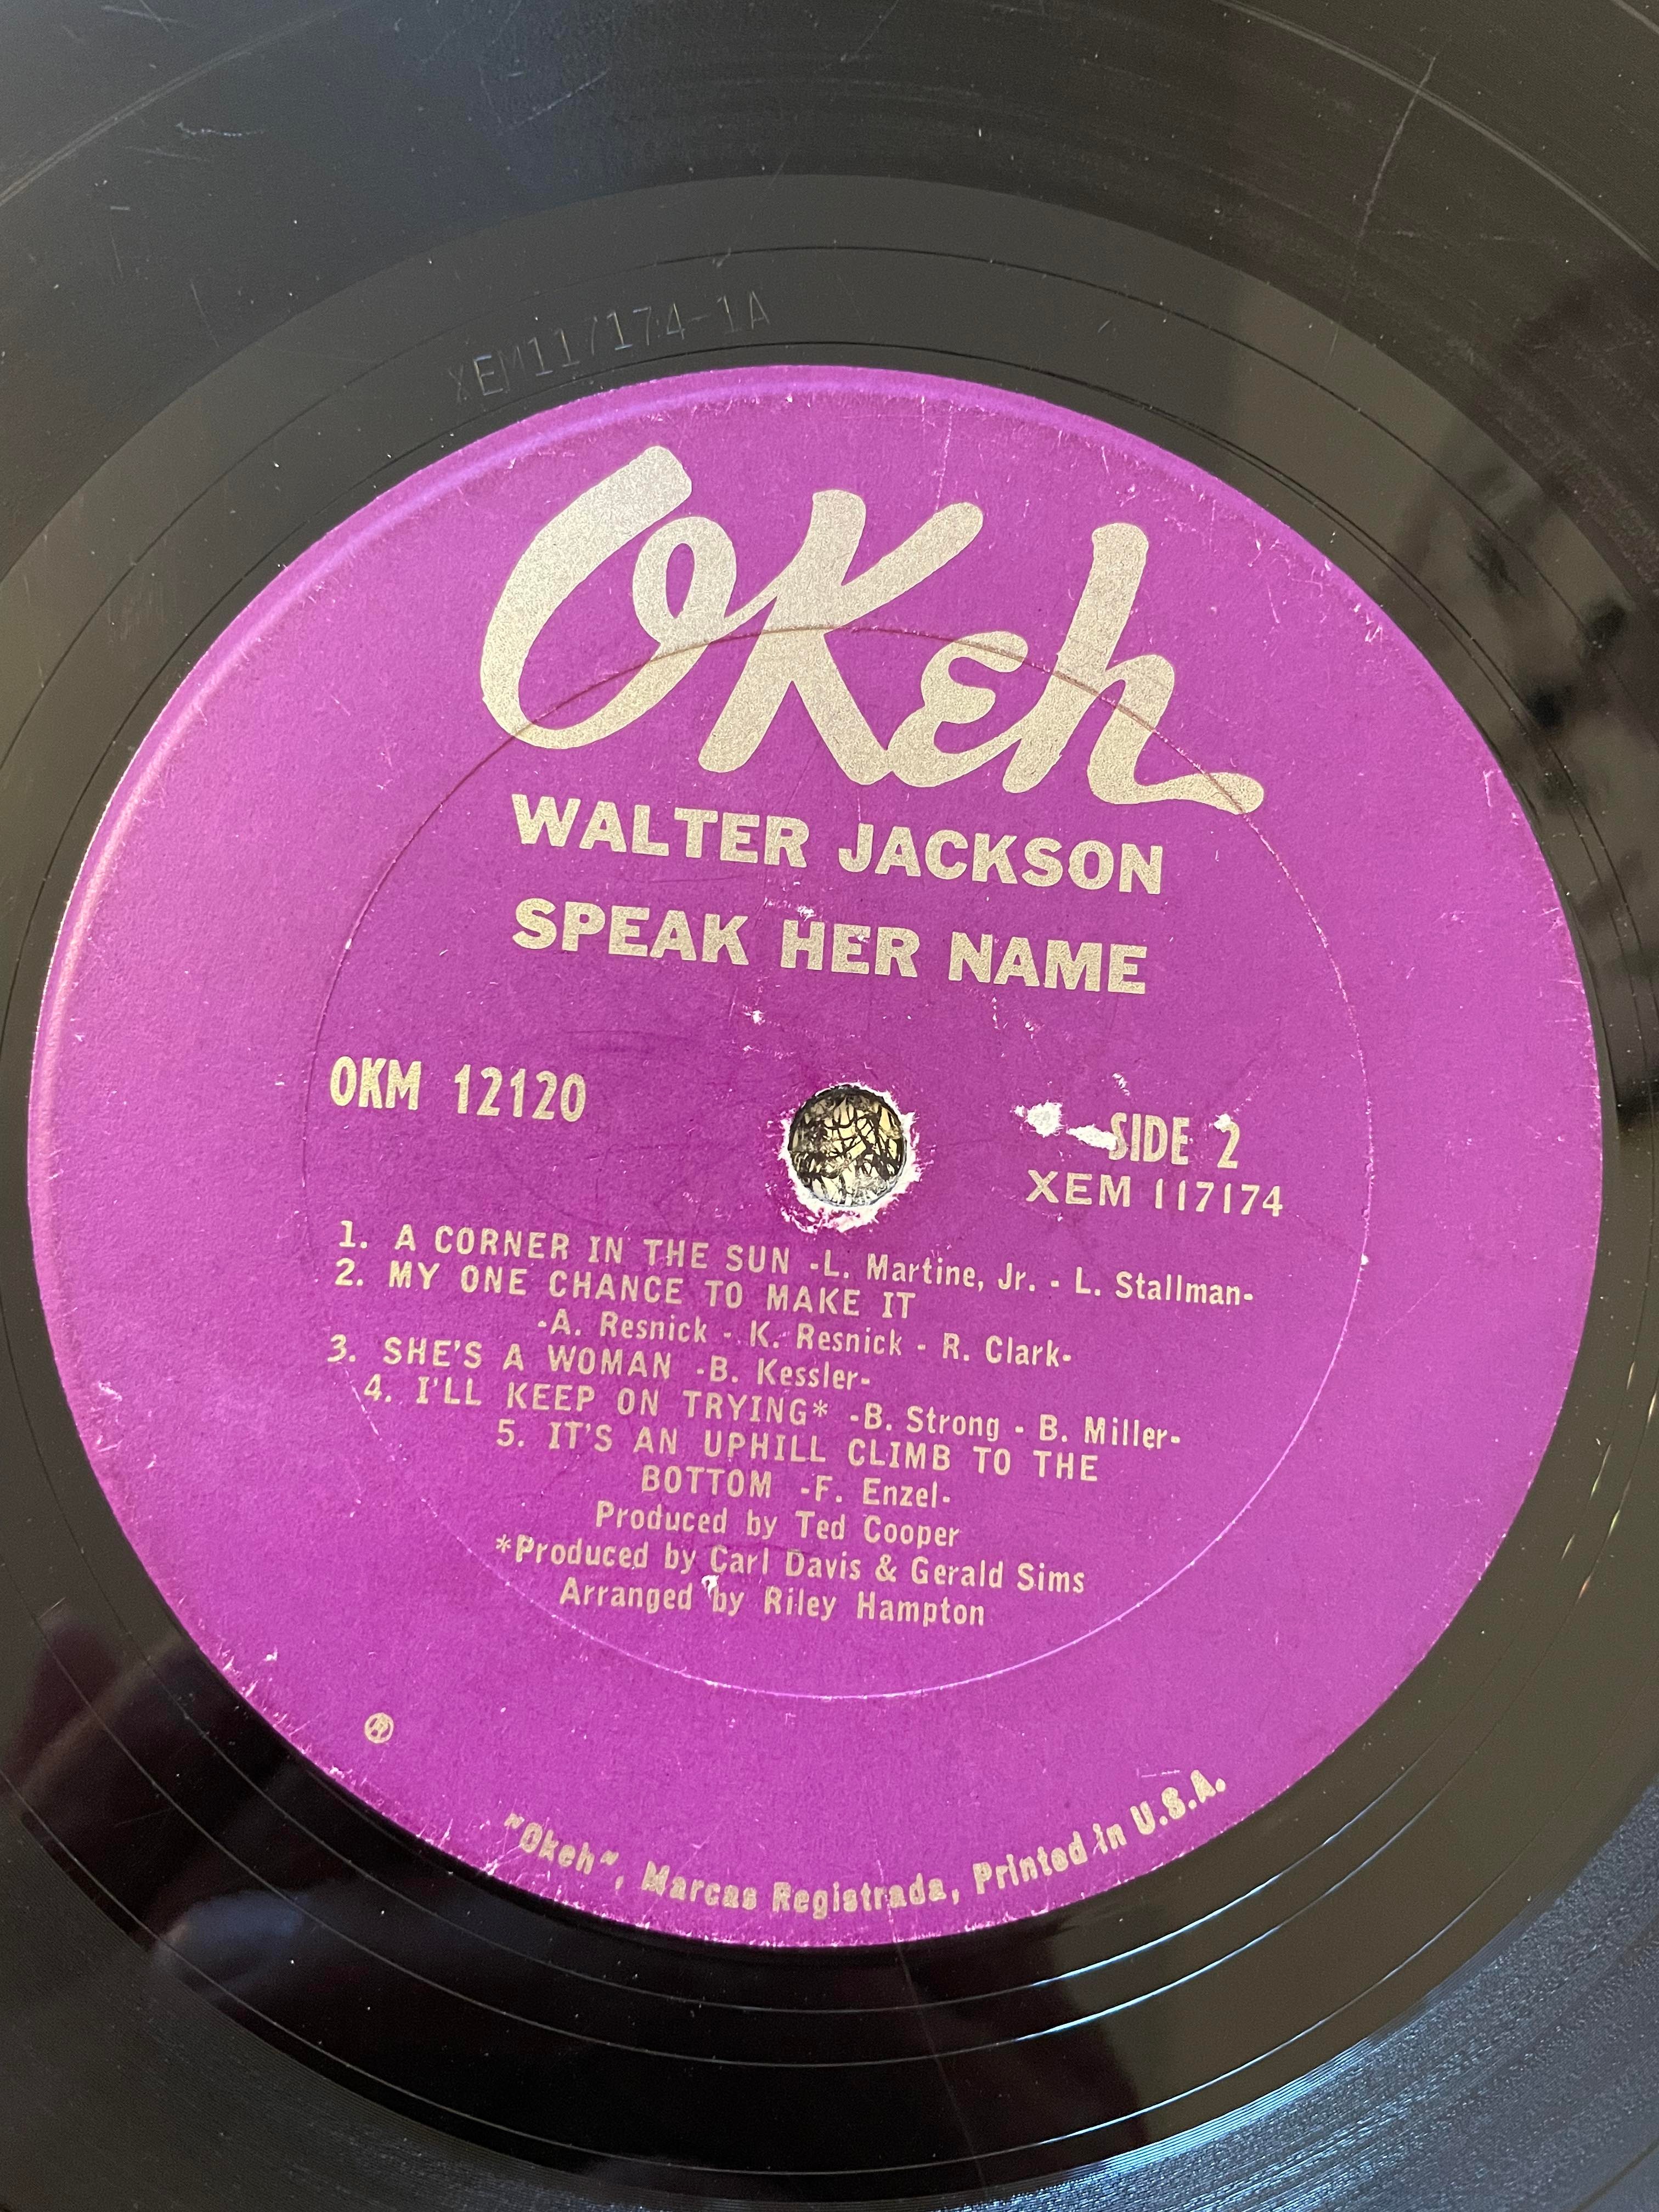 XEM117174-1A
OKeh
WALTER JACKSON
SPEAK HER NAME
OKM 12120
SIDE 2
XEM 117174
1. A CORNER IN THE SUN -L. Martine, Jr. - L. Stallman-
2. MY ONE CHANCE TO MAKE IT
-A. Resnick - K. Resnick - R. Clark-
3. SHE'S A WOMAN -B. Kessler-
4. I'LL KEEP ON TRYING* -B. Strong - B. Miller-
5. IT'S AN UPHILL CLIMB TO THE
BOTTOM -F. Enzel-
Produced by Ted Cooper
*Produced by Carl Davis & Gerald Sims
Arranged by Riley Hampton
®
"Okeh", Marcas Registrada, Printed in U.S.A.